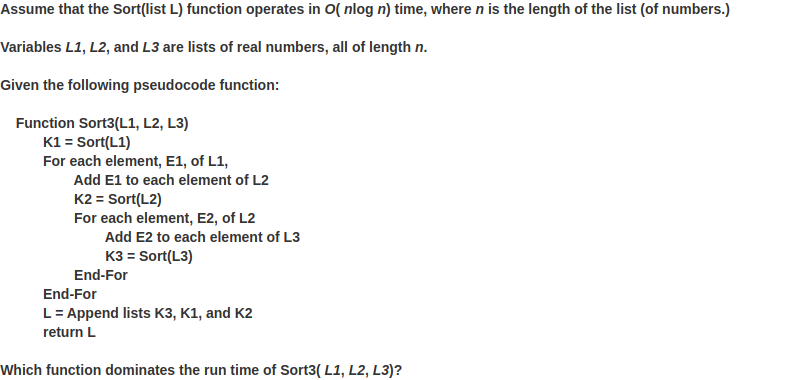 Assume that the Sort(list L) function operates in O( nlog n) time, where n is the length of the list (of numbers.)
Variables L1, L2, and L3 are lists of real numbers, all of length n.
Given the following pseudocode function:
Function Sort3(L1, L2, L3)
K1 = Sort(L1)
For each element, E1, of L1,
Add E1 to each element of L2
K2 = Sort(L2)
For each element, E2, of L2
Add E2 to each element of L3
K3 = Sort(L3)
End-For
End-For
L = Append lists K3, K1, and K2
return L
Which function dominates the run time of Sort3( L1, L2, L3)?